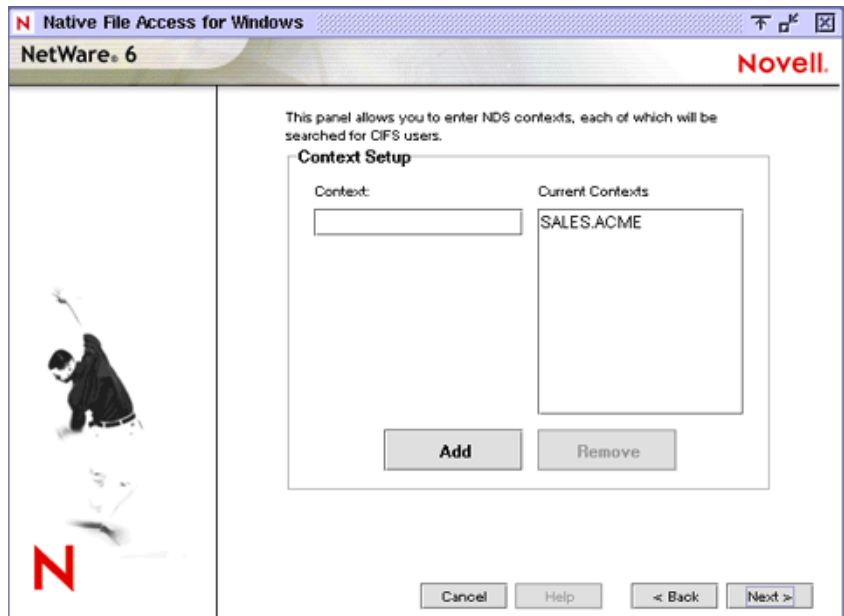 N Native File Access for Windows
NetWare® 6
Novell.
This panel allows you to enter NDS contexts, each of which will be
searched for CIFS users.
Context Setup
Context:
Current Contexts
SALES.ACME
Add
Remove
N
Cancel
Help
< Back
Next >